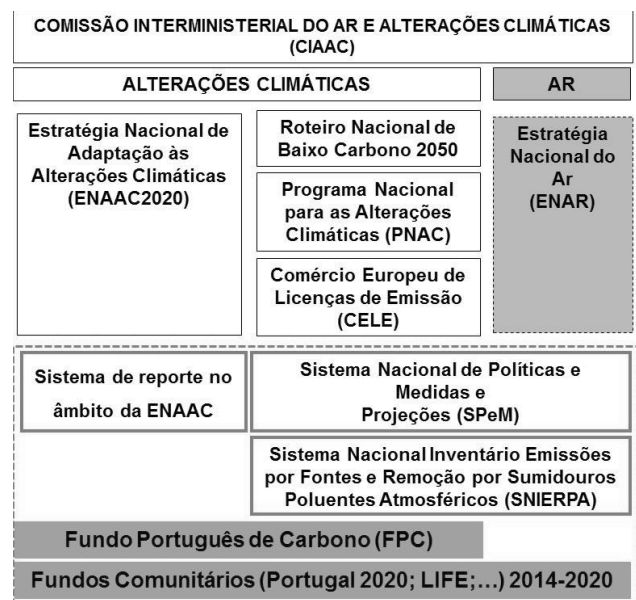 COMISSÃO INTERMINISTERIAL DO AR E ALTERAÇÕES CLIMÁTICAS
(CIAAC)
ALTERAÇÕES CLIMÁTICAS
AR
Estratégia Nacional de
Adaptação às
Alterações Climáticas
(ENAAC2020)
Roteiro Nacional de
Baixo Carbono 2050
Programa Nacional
para as Alterações
Climáticas (PNAC)
Comércio Europeu de
Licenças de Emissão
(CELE)
Estratégia
Nacional do
Ar
(ENAR)
Sistema de reporte no
âmbito da ENAAC
Sistema Nacional de Políticas e
Medidas e
Projeções (SPeM)
Sistema Nacional Inventário Emissões
por Fontes e Remoção por Sumidouros
Poluentes Atmosféricos (SNIERPA)
Fundo Português de Carbono (FPC)
Fundos Comunitários (Portugal 2020; LIFE;...) 2014-2020